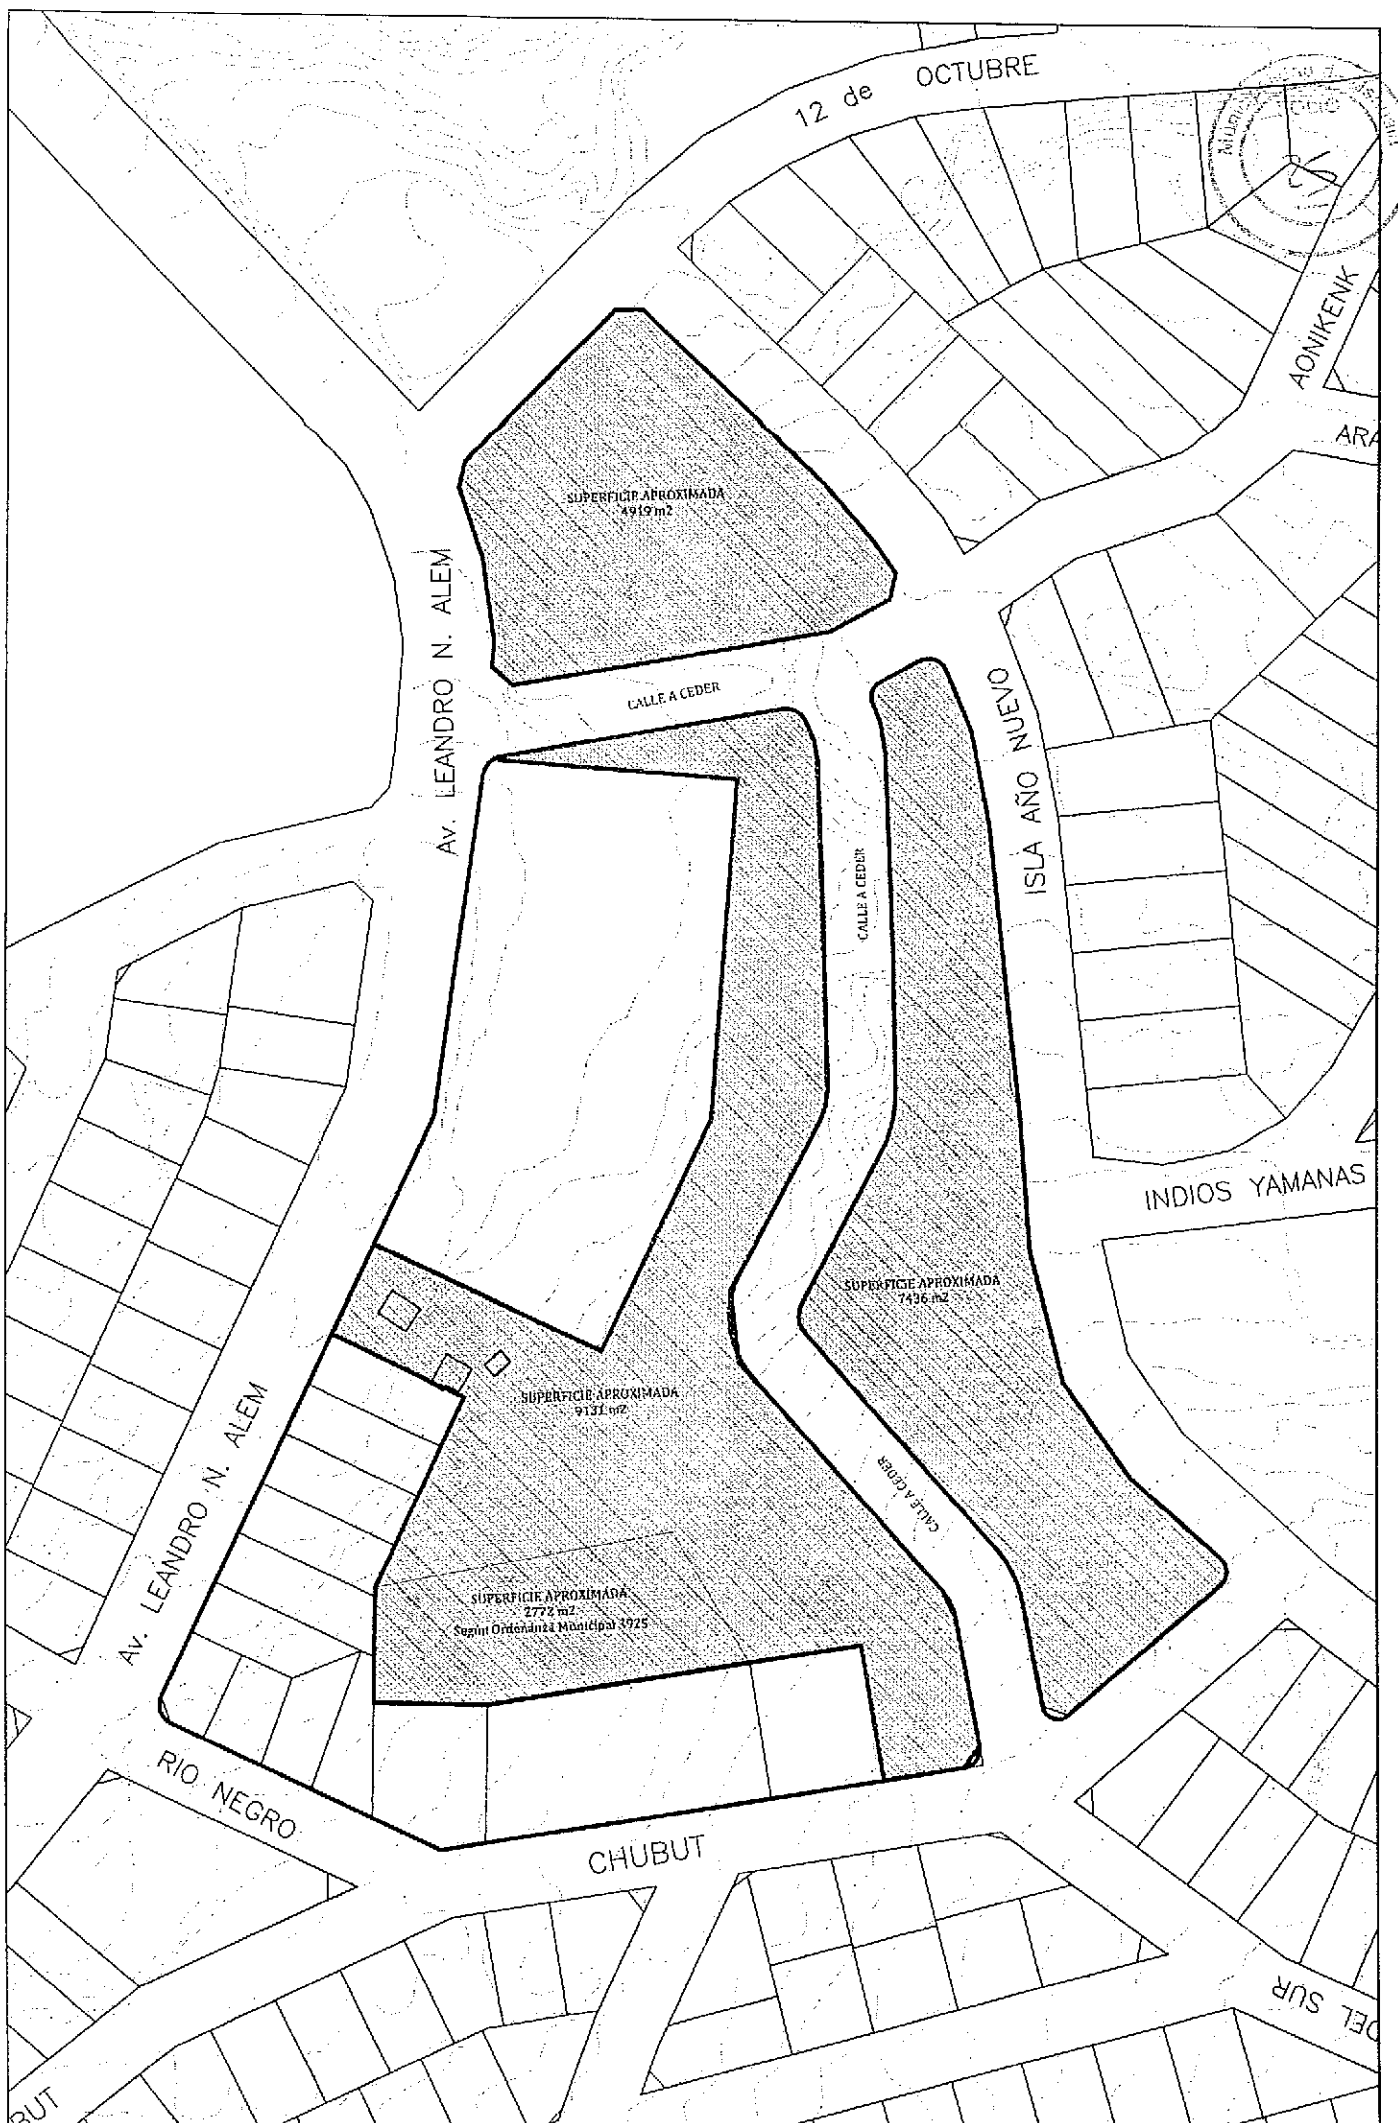 12 de OCTUBRE
AONIKENK
ARA
SUPERFICIE APROXIMADA
4919 m2
Av. LEANDRO N. ALEM
CALLE A CEDER
ISLA AÑO NUEVO
CALLE A CEDER
INDIOS YAMANAS
SUPERFICIE APROXIMADA
7436 m2
SUPERFICIE APROXIMADA
9131 m2
Av. LEANDRO N. ALEM
CALLE A CEDER
SUPERFICIE APROXIMADA
2772 m2
Según Ordenanza Municipal 3925
RIO NEGRO
CHUBUT
DEL SUR
BUT